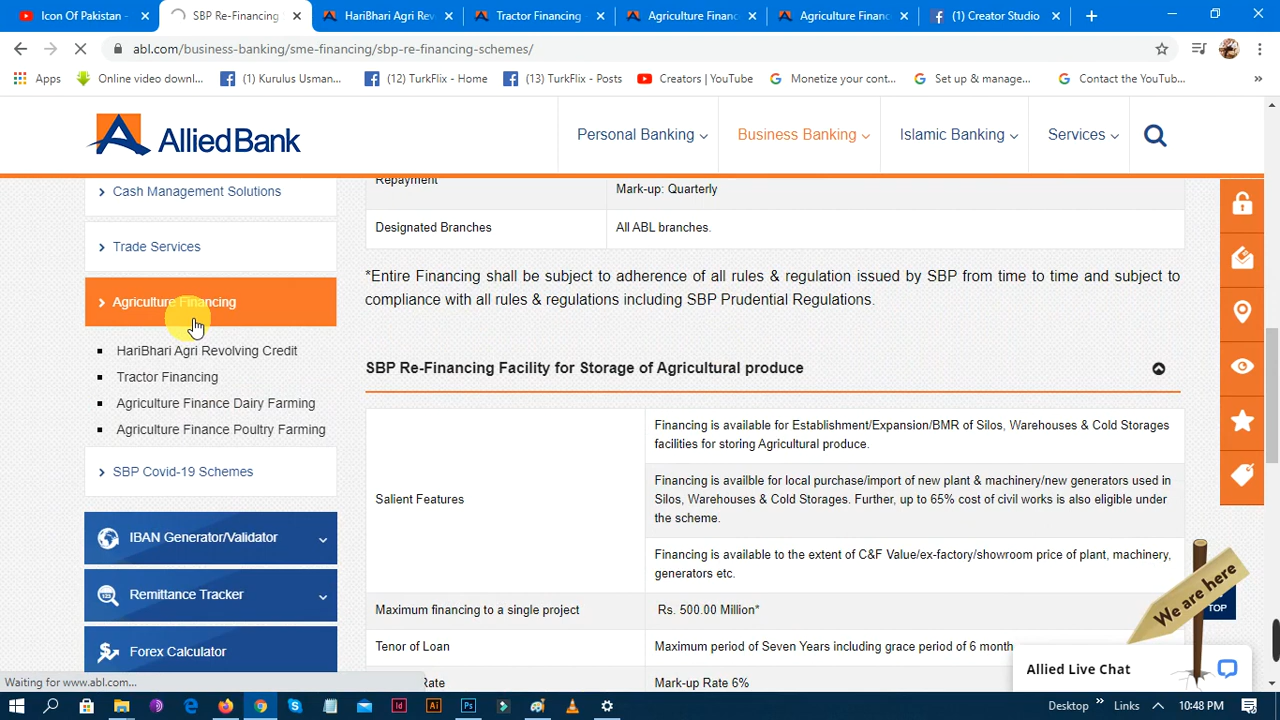 Icon Of Pakistan -
SBP Re-Financing
HariBhari Agri Rev
Tractor Financing
Agriculture Financ
Agriculture Financ
(1) Creator Studio
abl.com/business-banking/sme-financing/sbp-re-financing-schemes/
Apps
Online video downl...
(1) Kurulus Usman...
(12) TurkFlix - Home
(13) TurkFlix - Posts
Creators | YouTube
Monetize your cont...
Set up & manage...
Contact the YouTub...
Allied Bank
Personal Banking
Business Banking
Islamic Banking
Services
Cash Management Solutions
Trade Services
Agriculture Financing
HariBhari Agri Revolving Credit
Tractor Financing
Agriculture Finance Dairy Farming
Agriculture Finance Poultry Farming
SBP Covid-19 Schemes
IBAN Generator/Validator
Remittance Tracker
Forex Calculator
Repayment
Mark-up: Quarterly
Designated Branches
All ABL branches.
*Entire Financing shall be subject to adherence of all rules & regulation issued by SBP from time to time and subject to
compliance with all rules & regulations including SBP Prudential Regulations.
SBP Re-Financing Facility for Storage of Agricultural produce
Salient Features
Financing is available for Establishment/Expansion/BMR of Silos, Warehouses & Cold Storages
facilities for storing Agricultural produce.
Financing is availble for local purchase/import of new plant & machinery/new generators used in
Silos, Warehouses & Cold Storages. Further, up to 65% cost of civil works is also eligible under
the scheme.
Financing is available to the extent of C&F Value/ex-factory/showroom price of plant, machinery,
generators etc.
Maximum financing to a single project
Rs. 500.00 Million*
Tenor of Loan
Maximum period of Seven Years including grace period of 6 month
Rate
Mark-up Rate 6%
We are here
TOP
Allied Live Chat
Waiting for www.abl.com...
Desktop
Links
10:48 PM